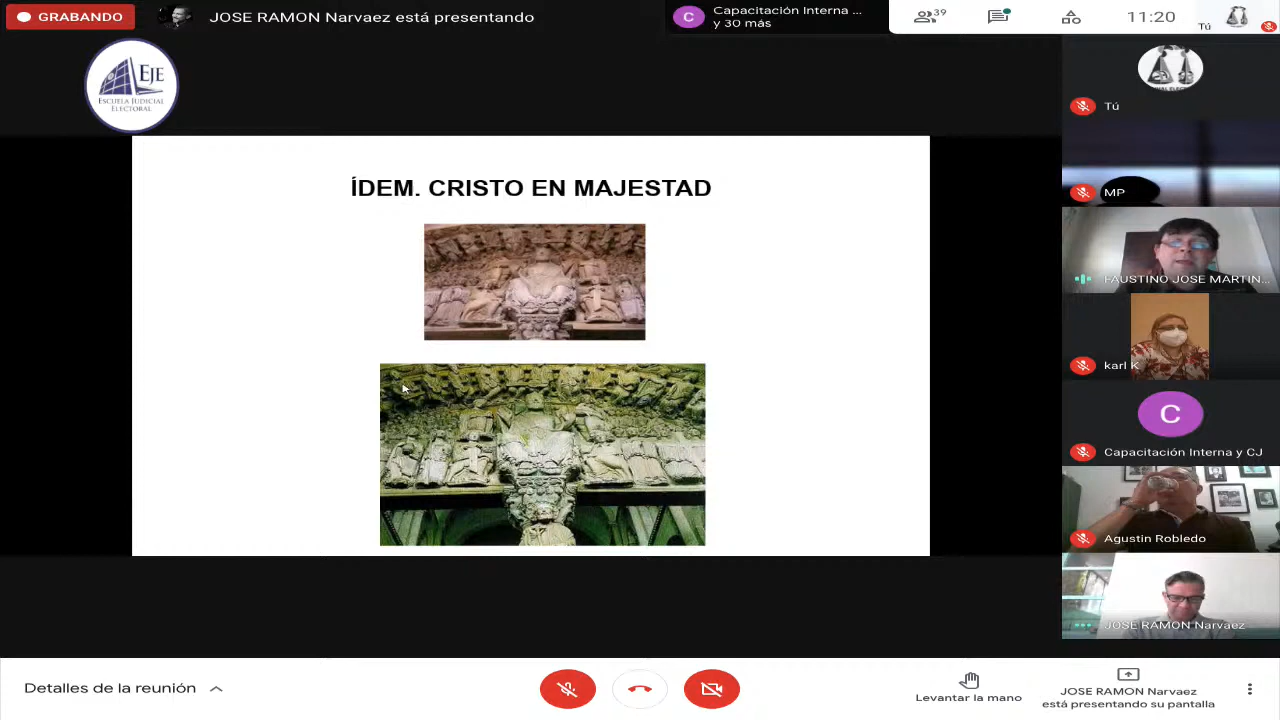 GRABANDO
JOSE RAMON Narvaez está presentando
C
Capacitación Interna ...
y 30 más
39
11:20
Tú
EJE
ESCUELA JUDICIAL
ELECTORAL
ÍDEM. CRISTO EN MAJESTAD
Tú
MP
FAUSTINO JOSE MARTIN...
karl K
C
Capacitación Interna y CJ
Agustin Robledo
JOSE RAMON Narvaez
Detalles de la reunión
Levantar la mano
JOSE RAMON Narvaez
está presentando su pantalla